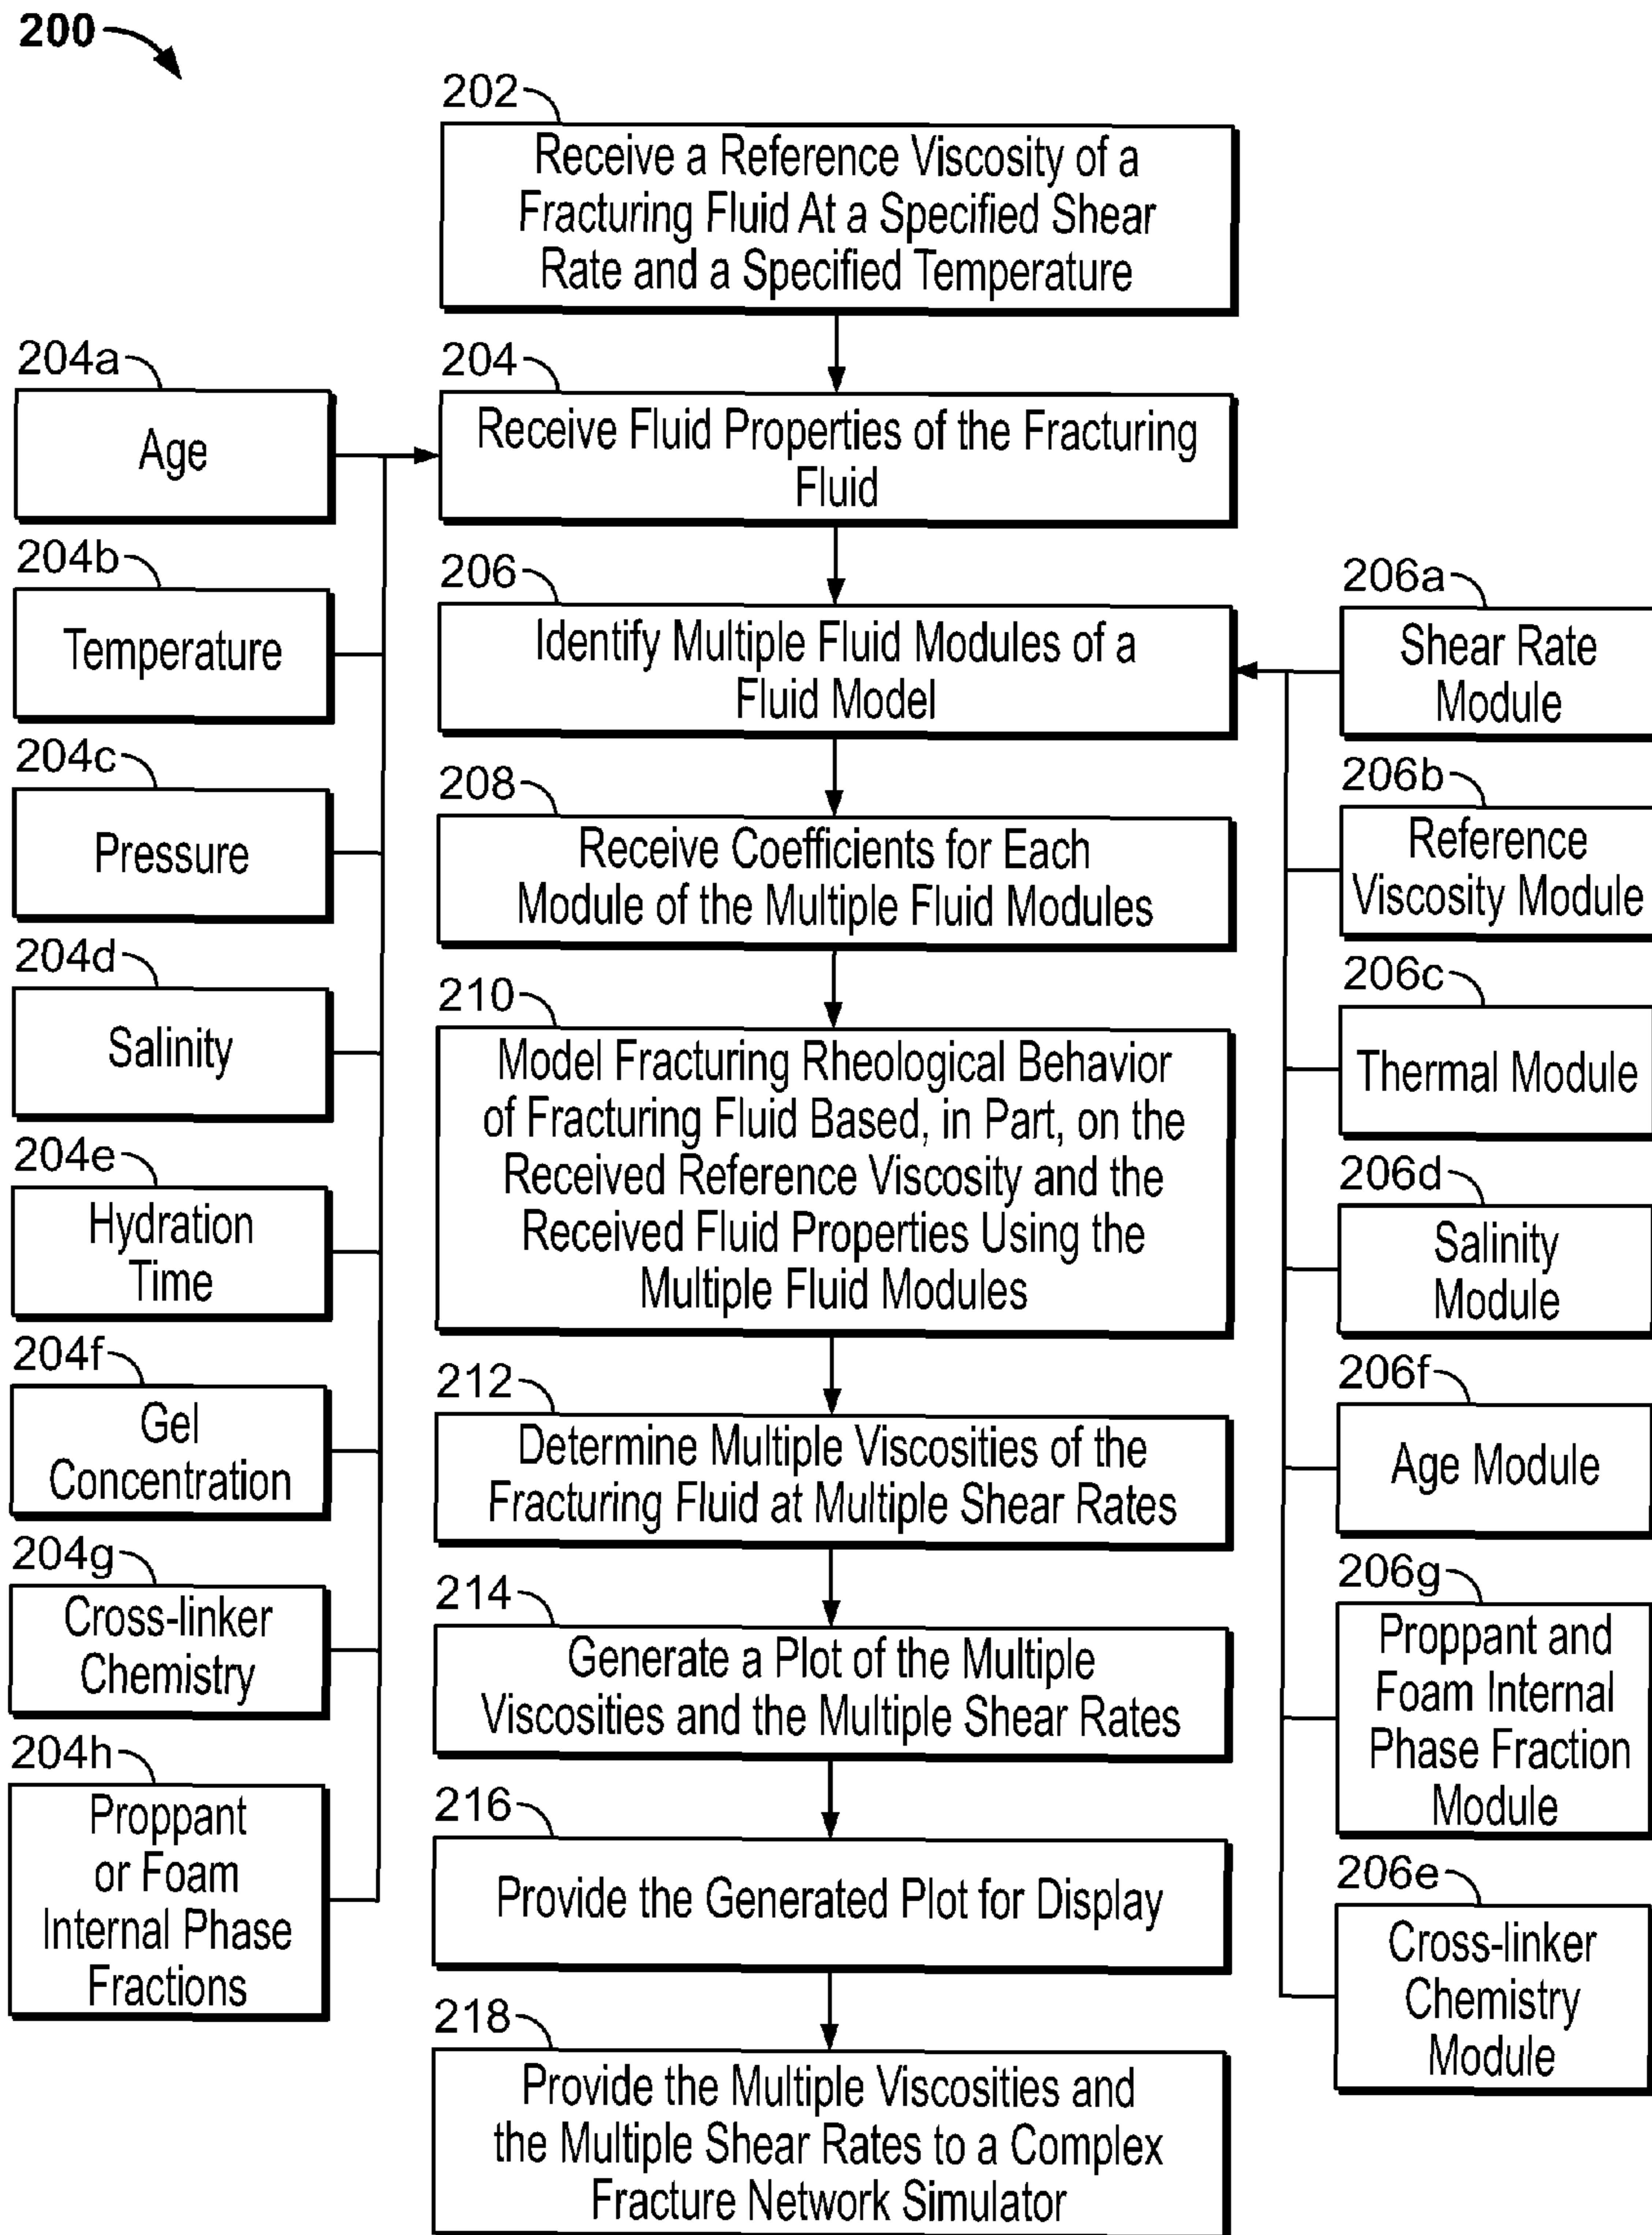 200
202
Receive a Reference Viscosity of a
Fracturing Fluid At a Specified Shear
Rate and a Specified Temperature
204a
Age
204b
Temperature
204c
Pressure
204d
Salinity
204e
Hydration
Time
204f
Gel
Concentration
204g
Cross-linker
Chemistry
204h
Proppant
or Foam
Internal Phase
Fractions
204
Receive Fluid Properties of the Fracturing
Fluid
206
Identify Multiple Fluid Modules of a
Fluid Model
208
Receive Coefficients for Each
Module of the Multiple Fluid Modules
210
Model Fracturing Rheological Behavior
of Fracturing Fluid Based, in Part, on the
Received Reference Viscosity and the
Received Fluid Properties Using the
Multiple Fluid Modules
212
Determine Multiple Viscosities of the
Fracturing Fluid at Multiple Shear Rates
214
Generate a Plot of the Multiple
Viscosities and the Multiple Shear Rates
216
Provide the Generated Plot for Display
218
Provide the Multiple Viscosities and
the Multiple Shear Rates to a Complex
Fracture Network Simulator
206a
Shear Rate
Module
206b
Reference
Viscosity Module
206c
Thermal Module
206d
Salinity
Module
206f
Age Module
206g
Proppant and
Foam Internal
Phase Fraction
Module
206e
Cross-linker
Chemistry
Module